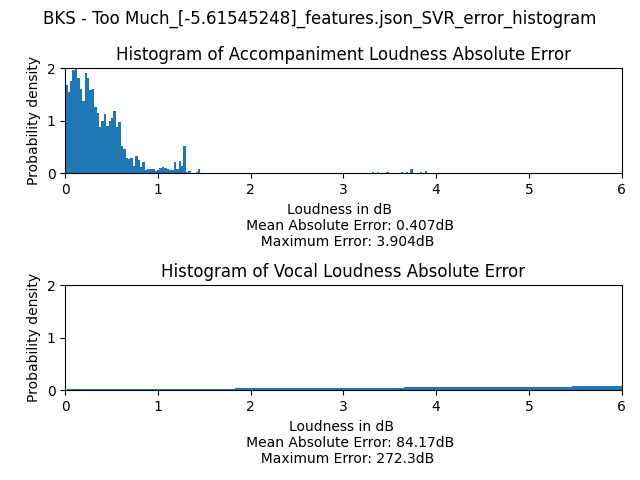 BKS - Too Much_[-5.61545248]_features.json_SVR_error_histogram
Histogram of Accompaniment Loudness Absolute Error
Probability density
2
1
0
0 1 2 3 4 5 6
Loudness in dB
Mean Absolute Error: 0.407dB
Maximum Error: 3.904dB
Histogram of Vocal Loudness Absolute Error
Probability density
2
1
0
0 1 2 3 4 5 6
Loudness in dB
Mean Absolute Error: 84.17dB
Maximum Error: 272.3dB